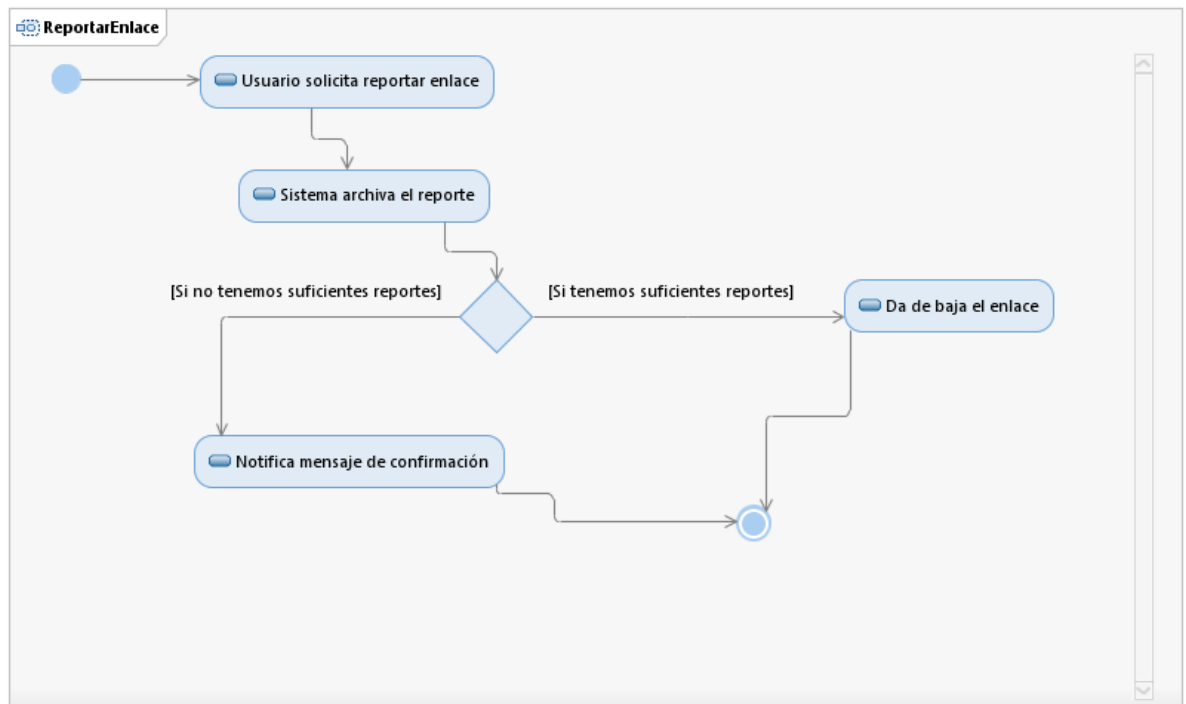 ReportarEnlace
Usuario solicita reportar enlace
Sistema archiva el reporte
[Si no tenemos suficientes reportes]
[Si tenemos suficientes reportes]
Da de baja el enlace
Notifica mensaje de confirmación